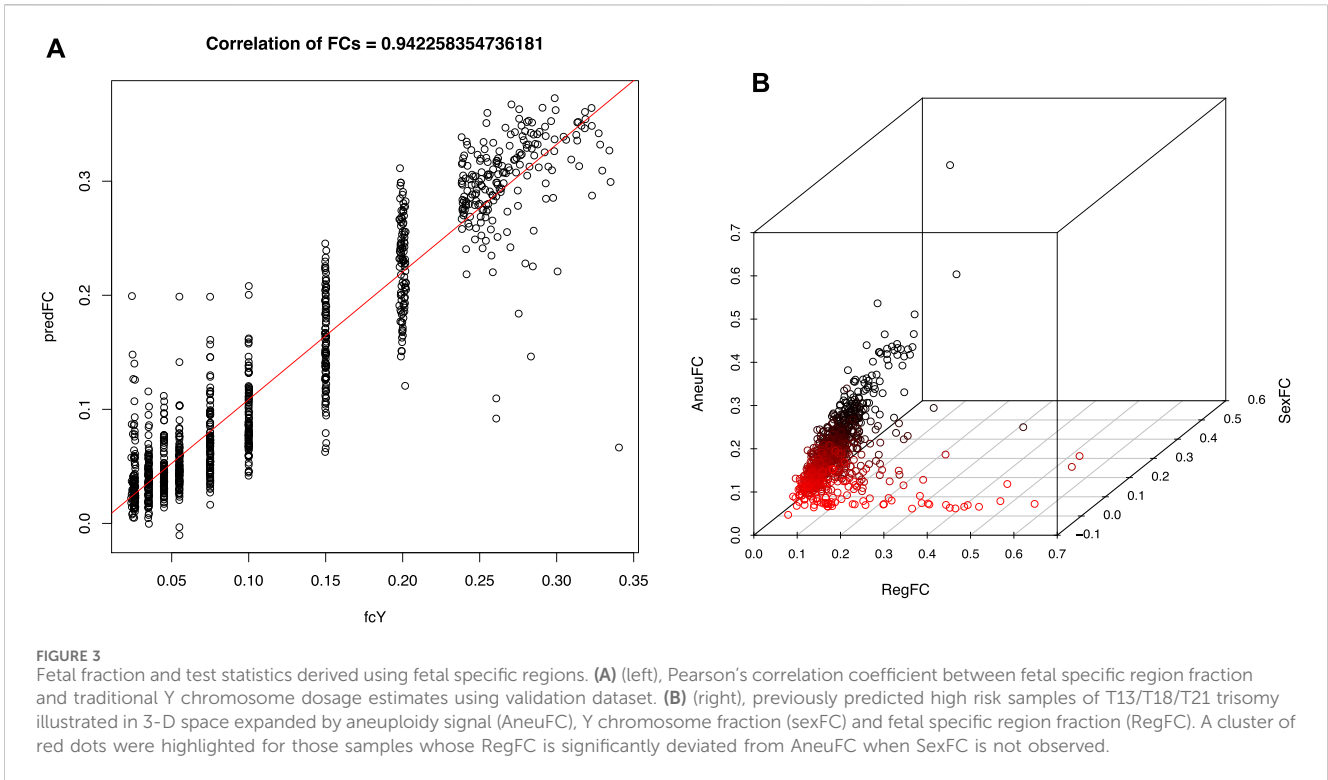 A
Correlation of FCs = 0.942258354736181
predFC
0.0
0.1
0.2
0.3
0.05
0.10
0.15
0.20
0.25
0.30
0.35
fcY
B
AneuFC
0.0
0.1
0.2
0.3
0.4
0.5
0.6
0.7
0.0
0.1
0.2
0.3
0.4
0.5
0.6
0.7
RegFC
−0.1
0.0
0.1
0.2
0.3
0.4
0.5
0.6
SexFC
FIGURE 3
Fetal fraction and test statistics derived using fetal specific regions. (A) (left), Pearson's correlation coefficient between fetal specific region fraction
and traditional Y chromosome dosage estimates using validation dataset. (B) (right), previously predicted high risk samples of T13/T18/T21 trisomy
illustrated in 3-D space expanded by aneuploidy signal (AneuFC), Y chromosome fraction (sexFC) and fetal specific region fraction (RegFC). A cluster of
red dots were highlighted for those samples whose RegFC is significantly deviated from AneuFC when SexFC is not observed.